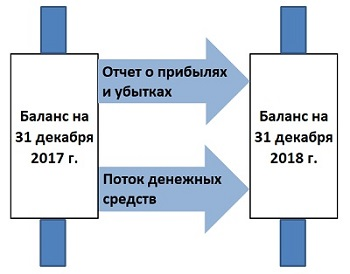 Отчет о прибылях
и убытках
Баланс на
31 декабря
2017 г.
Баланс на
31 декабря
2018 г.
Поток денежных
средств